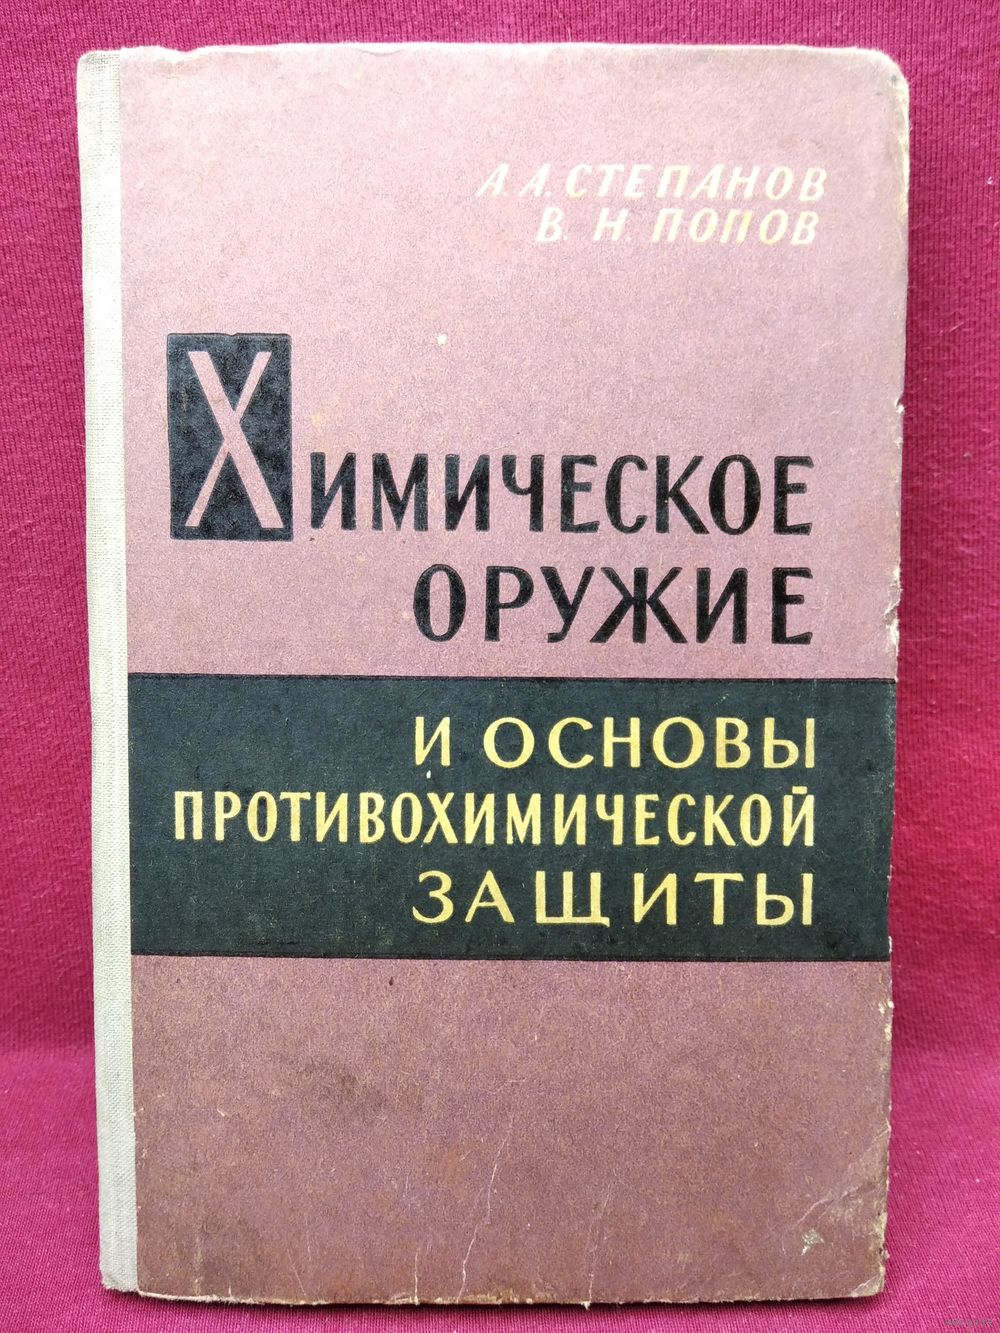 А. А. СТЕПАНОВ
В. Н. ПОПОВ
ХИМИЧЕСКОЕ
ОРУЖИЕ
И ОСНОВЫ
ПРОТИВОХИМИЧЕСКОЙ
ЗАЩИТЫ